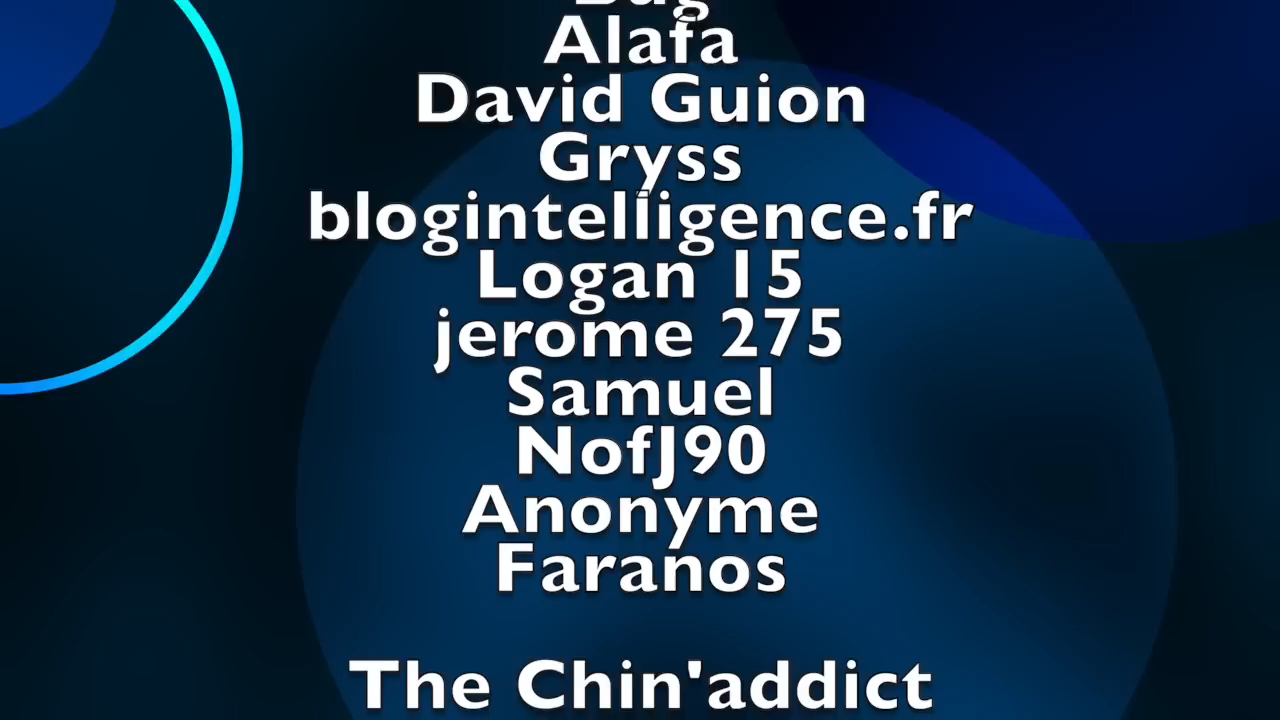 Alafa
David Guion
Gryss
blogintelligence.fr
Logan 15
jerome 275
Samuel
NofJ90
Anonyme
Faranos
The Chin'addict